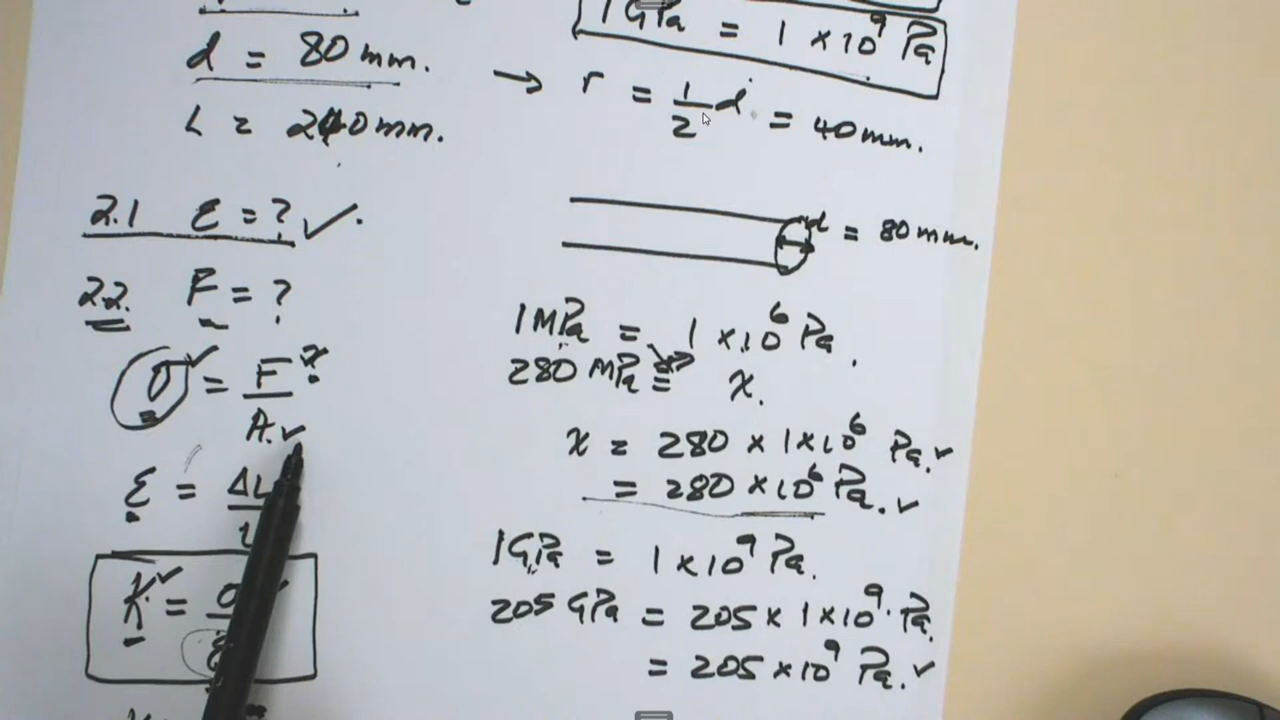 d = 80 mm.
L = 240 mm.
2.1 ε = ? ✓.
2.2. F = ?
σ ✓ = F ?
A. ✓
ε = ΔL
K ✓ = σ
ε
1 GPa = 1 × 10⁹ Pa
→ r = 1/2 d = 40 mm.
d = 80 mm.
1 MPa = 1 × 10⁶ Pa.
280 MPa = x.
x = 280 × 1 × 10⁶ Pa. ✓
= 280 × 10⁶ Pa. ✓
1 GPa = 1 × 10⁹ Pa.
205 GPa = 205 × 1 × 10⁹ Pa.
= 205 × 10⁹ Pa. ✓